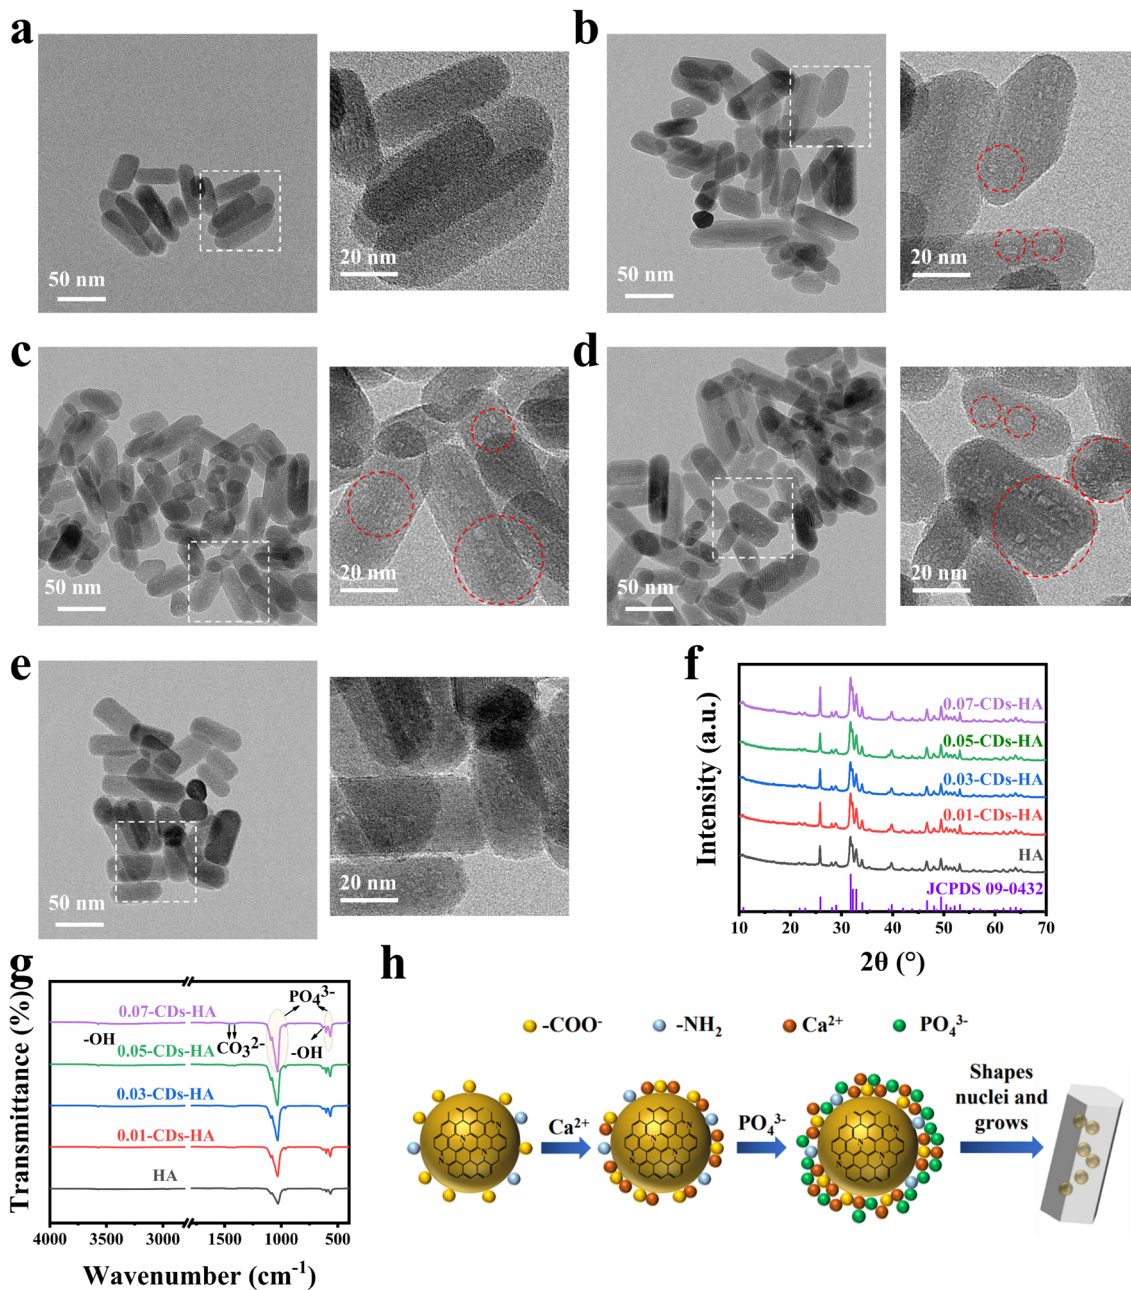 a
50 nm
20 nm
b
50 nm
20 nm
c
50 nm
20 nm
d
50 nm
20 nm
e
50 nm
20 nm
f
Intensity (a.u.)
0.07-CDs-HA
0.05-CDs-HA
0.03-CDs-HA
0.01-CDs-HA
HA
JCPDS 09-0432
10 20 30 40 50 60 70
2θ (°)
g
Transmittance (%)
0.07-CDs-HA
PO₄³⁻
-OH
CO₃²⁻
-OH
0.05-CDs-HA
0.03-CDs-HA
0.01-CDs-HA
HA
4000 3000 1500 1000 500
Wavenumber (cm⁻¹)
h
-COO⁻ -NH₂ Ca²⁺ PO₄³⁻
Ca²⁺
PO₄³⁻
Shapes
nuclei and
grows